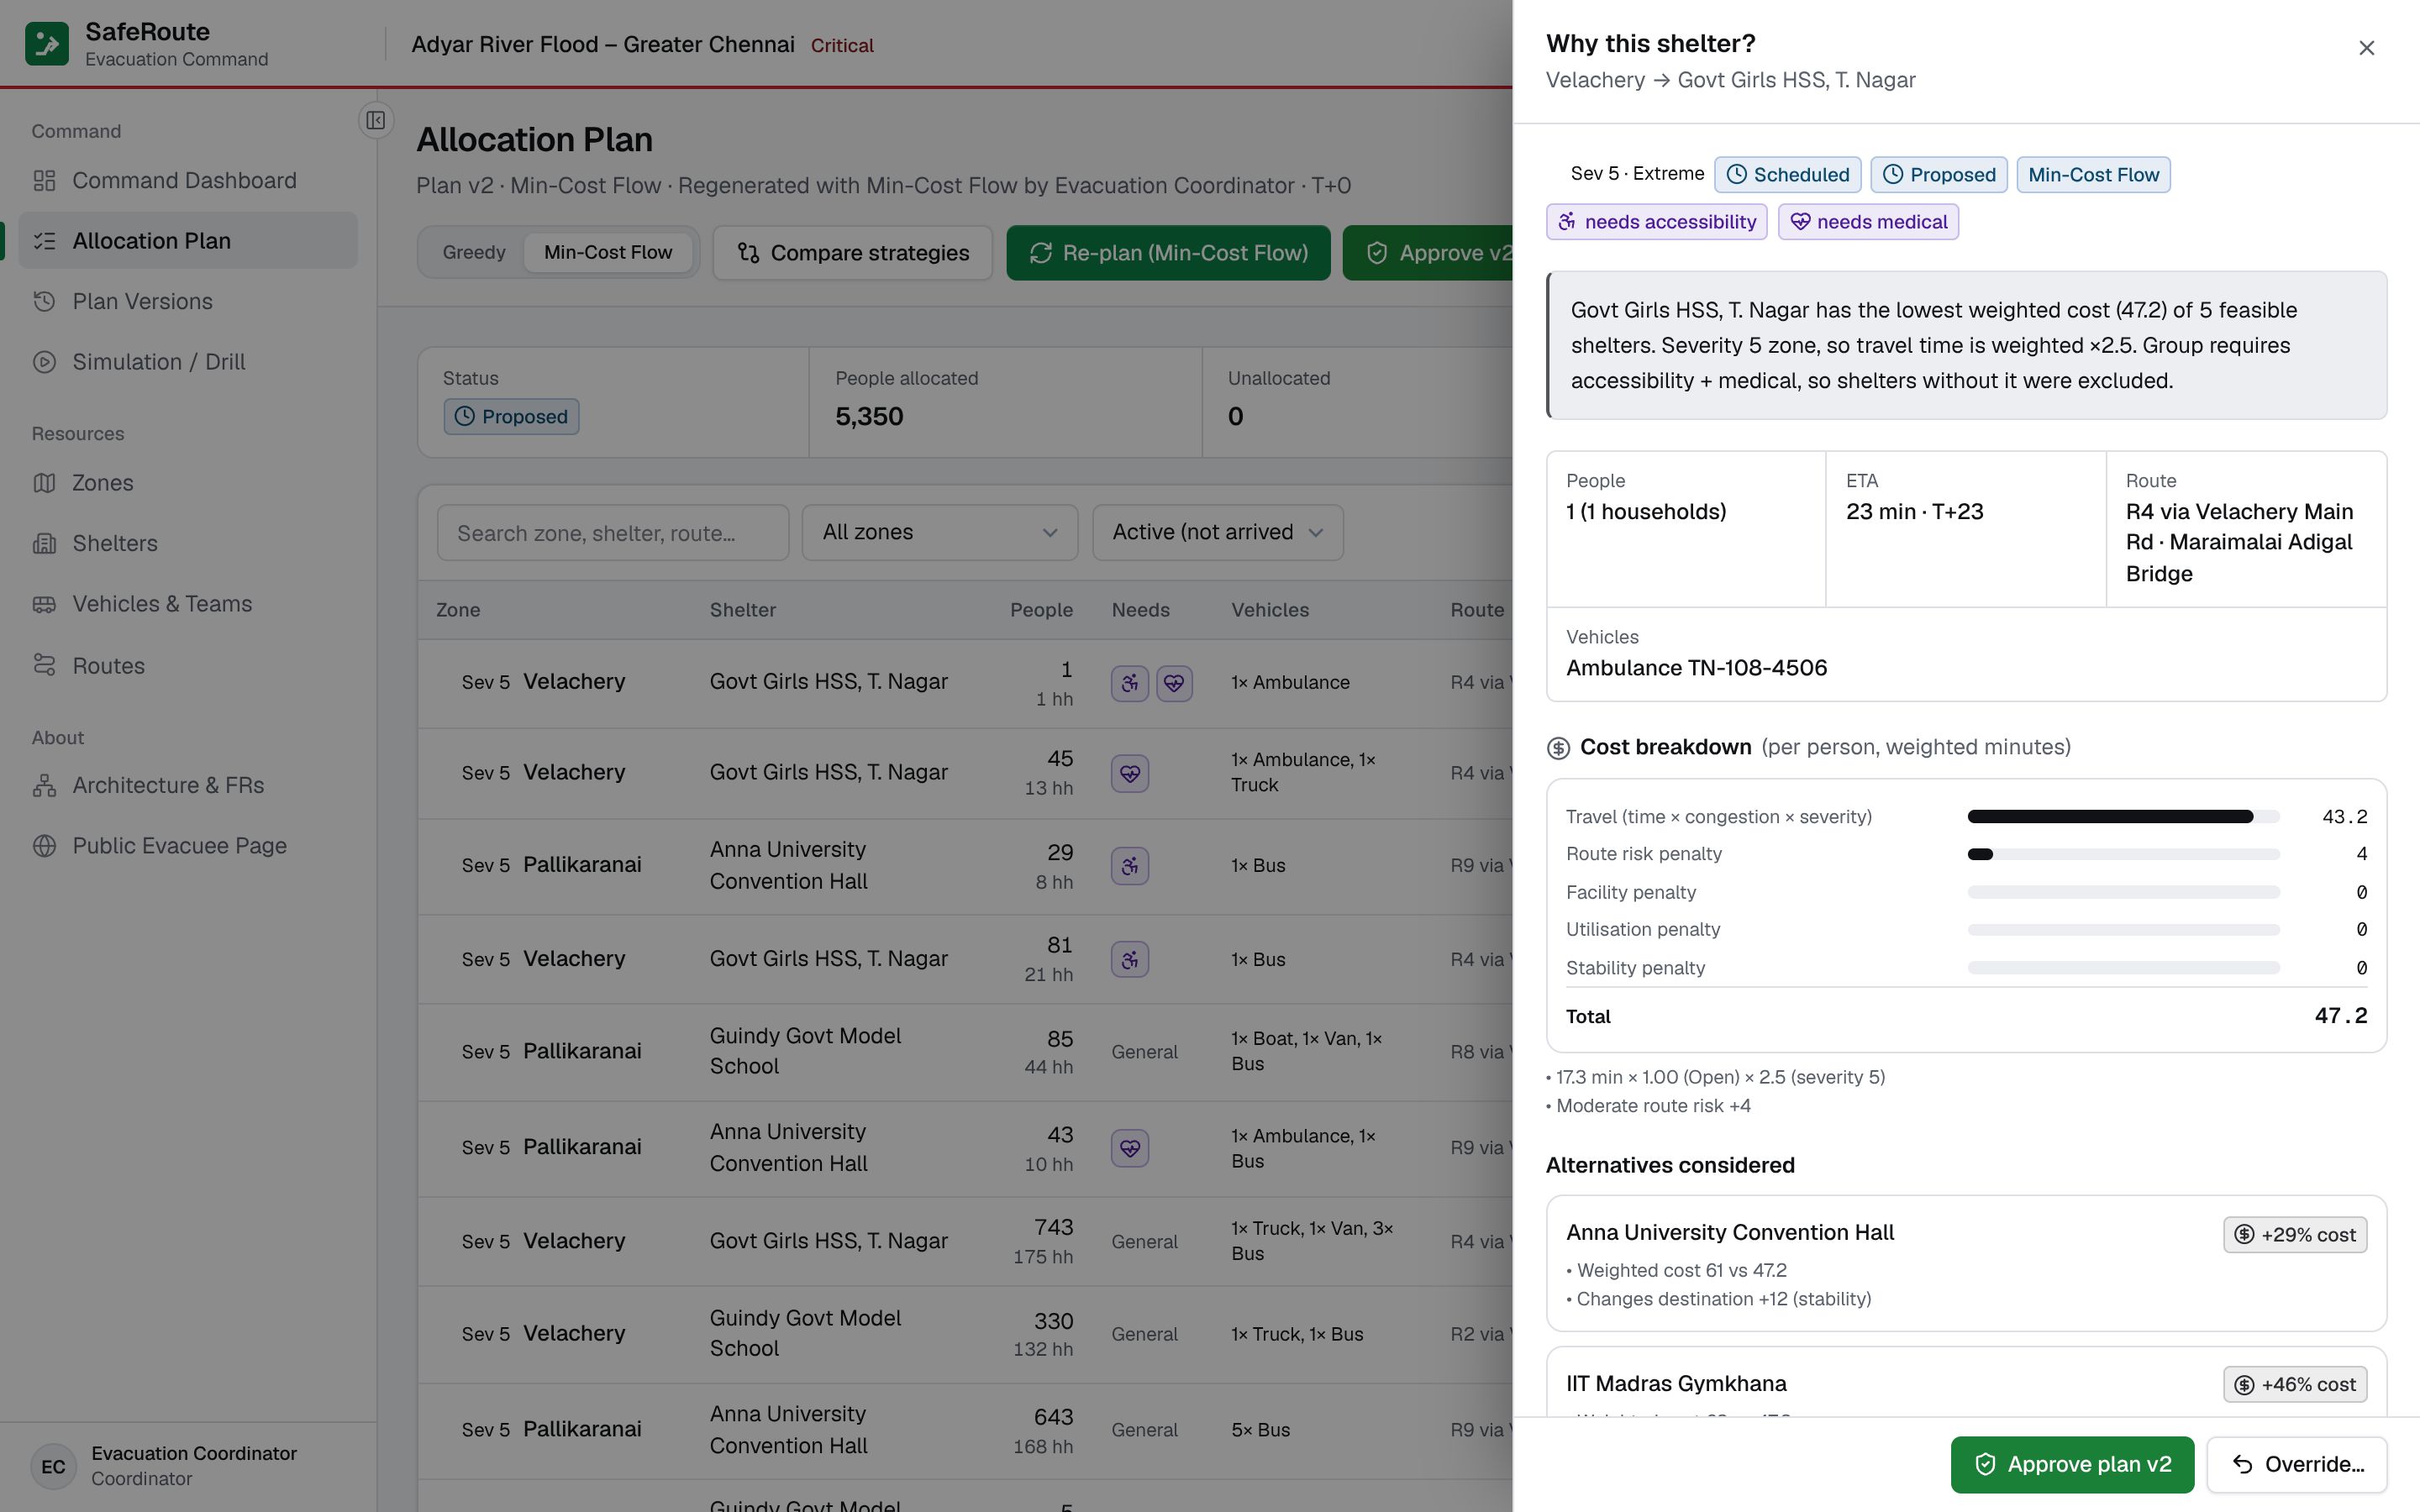 SafeRoute
Evacuation Command
Adyar River Flood – Greater Chennai Critical
Command
Command Dashboard
Allocation Plan
Plan Versions
Simulation / Drill
Resources
Zones
Shelters
Vehicles & Teams
Routes
About
Architecture & FRs
Public Evacuee Page
EC
Evacuation Coordinator
Coordinator
Allocation Plan
Plan v2 · Min-Cost Flow · Regenerated with Min-Cost Flow by Evacuation Coordinator · T+0
Greedy Min-Cost Flow Compare strategies Re-plan (Min-Cost Flow) Approve v2
Status People allocated Unallocated
Proposed 5,350 0
Search zone, shelter, route... All zones Active (not arrived
Zone Shelter People Needs Vehicles Route
Sev 5 Velachery Govt Girls HSS, T. Nagar 1 1× Ambulance R4 via
1 hh
Sev 5 Velachery Govt Girls HSS, T. Nagar 45 1× Ambulance, 1× R4 via
13 hh Truck
Sev 5 Pallikaranai Anna University 29 1× Bus R9 via
Convention Hall 8 hh
Sev 5 Velachery Govt Girls HSS, T. Nagar 81 1× Bus R4 via
21 hh
Sev 5 Pallikaranai Guindy Govt Model 85 General 1× Boat, 1× Van, 1× R8 via
School 44 hh Bus
Sev 5 Pallikaranai Anna University 43 1× Ambulance, 1× R9 via
Convention Hall 10 hh Bus
Sev 5 Velachery Govt Girls HSS, T. Nagar 743 General 1× Truck, 1× Van, 3× R4 via
175 hh Bus
Sev 5 Velachery Guindy Govt Model 330 General 1× Truck, 1× Bus R2 via
School 132 hh
Sev 5 Pallikaranai Anna University 643 General 5× Bus R9 via
Convention Hall 168 hh
Guindy Govt Model 5
Why this shelter?
Velachery → Govt Girls HSS, T. Nagar
Sev 5 · Extreme Scheduled Proposed Min-Cost Flow
needs accessibility needs medical
Govt Girls HSS, T. Nagar has the lowest weighted cost (47.2) of 5 feasible
shelters. Severity 5 zone, so travel time is weighted ×2.5. Group requires
accessibility + medical, so shelters without it were excluded.
People ETA Route
1 (1 households) 23 min · T+23 R4 via Velachery Main
Rd · Maraimalai Adigal
Bridge
Vehicles
Ambulance TN-108-4506
Cost breakdown (per person, weighted minutes)
Travel (time × congestion × severity) 43.2
Route risk penalty 4
Facility penalty 0
Utilisation penalty 0
Stability penalty 0
Total 47.2
• 17.3 min × 1.00 (Open) × 2.5 (severity 5)
• Moderate route risk +4
Alternatives considered
Anna University Convention Hall +29% cost
• Weighted cost 61 vs 47.2
• Changes destination +12 (stability)
IIT Madras Gymkhana +46% cost
Approve plan v2 Override...